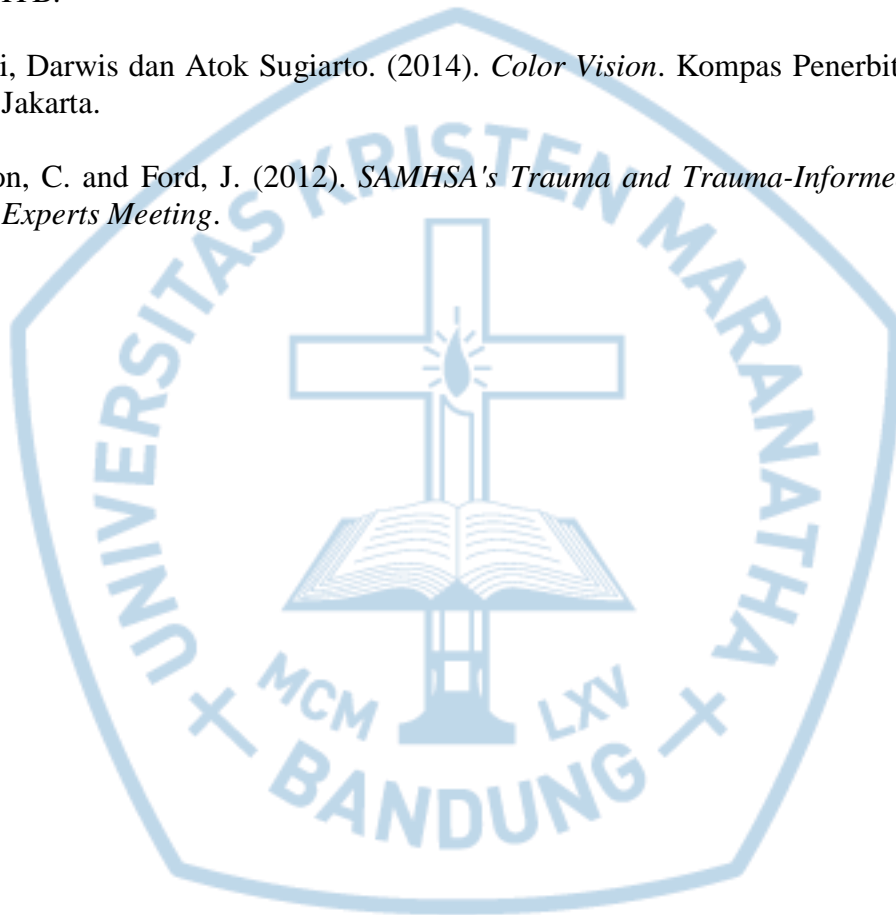 i, Darwis dan Atok Sugiarto. (2014). Color Vision. Kompas Penerbit
Jakarta.
on, C. and Ford, J. (2012). SAMHSA's Trauma and Trauma-Informe
Experts Meeting.
UNIVERSITAS KRISTEN MARANATHA
MCM LXV
BANDUNG